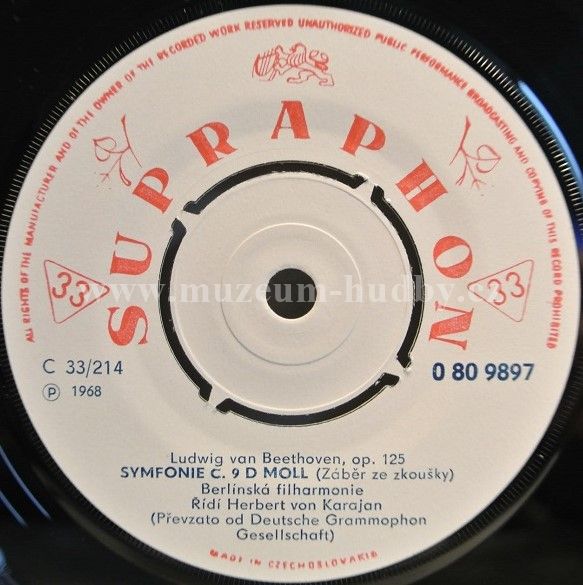 ALL RIGHTS OF THE MANUFACTURER AND OF THE OWNER OF THE RECORDED WORK RESERVED UNAUTHORIZED PUBLIC PERFORMANCE BROADCASTING AND COPYING OF THIS RECORD PROHIBITED
SUPRAPHON
33 33
www.muzeum-hudby.cz
C 33/214 0 80 9897
Ⓟ 1968
Ludwig van Beethoven, op. 125
SYMFONIE Č. 9 D MOLL (Záběr ze zkoušky)
Berlínská filharmonie
Řídí Herbert von Karajan
(Převzato od Deutsche Grammophon
Gesellschaft)
MADE IN CZECHOSLOVAKIA